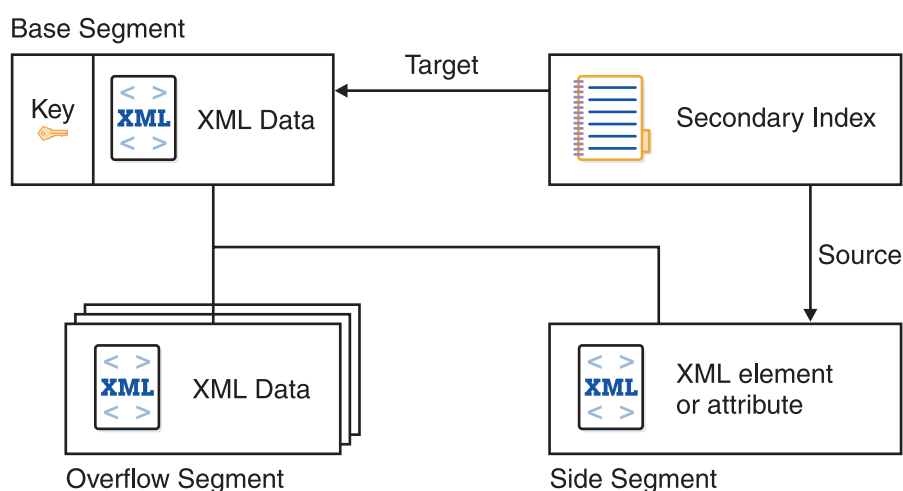 Base Segment
Key
< >
XML
< >
XML Data
Target
Secondary Index
Source
< >
XML
< >
XML Data
< >
XML
< >
XML element
or attribute
Overflow Segment
Side Segment